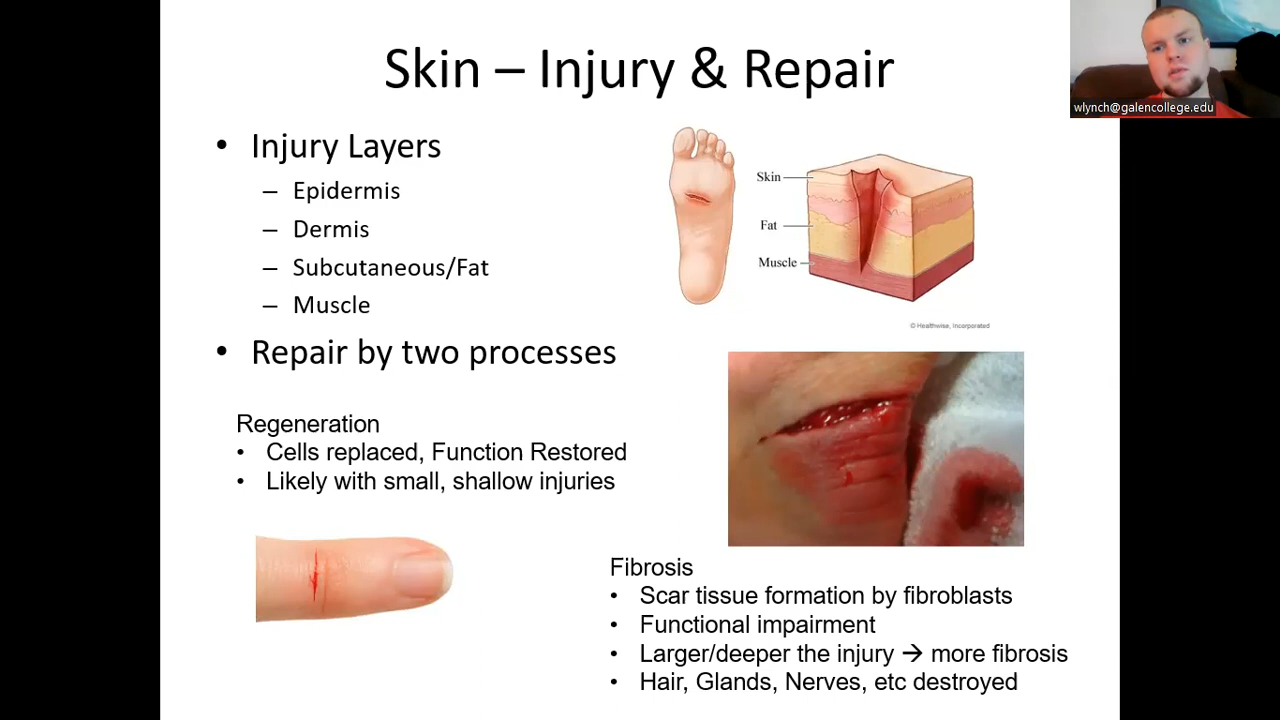 Skin – Injury & Repair
wlynch@galencollege.edu
• Injury Layers
– Epidermis
– Dermis
– Subcutaneous/Fat
– Muscle
Skin
Fat
Muscle
© Healthwise, Incorporated
• Repair by two processes
Regeneration
• Cells replaced, Function Restored
• Likely with small, shallow injuries
Fibrosis
• Scar tissue formation by fibroblasts
• Functional impairment
• Larger/deeper the injury → more fibrosis
• Hair, Glands, Nerves, etc destroyed